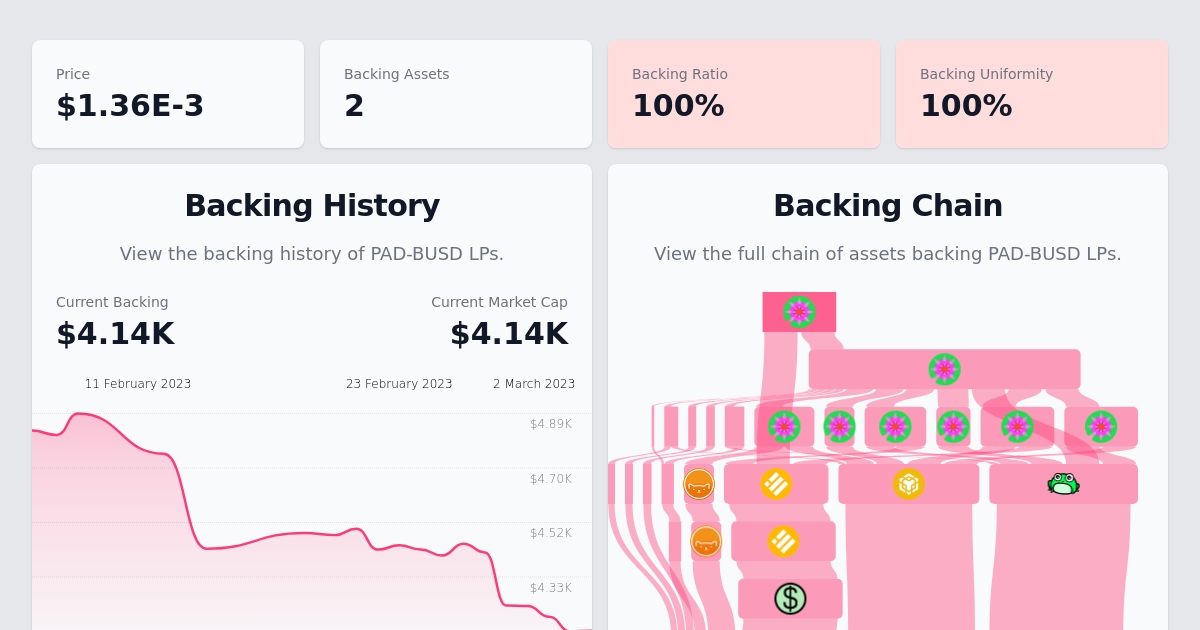 Price
$1.36E-3
Backing Assets
2
Backing Ratio
100%
Backing Uniformity
100%
Backing History
View the backing history of PAD-BUSD LPs.
Current Backing
$4.14K
Current Market Cap
$4.14K
11 February 2023
23 February 2023
2 March 2023
$4.89K
$4.70K
$4.52K
$4.33K
Backing Chain
View the full chain of assets backing PAD-BUSD LPs.
$